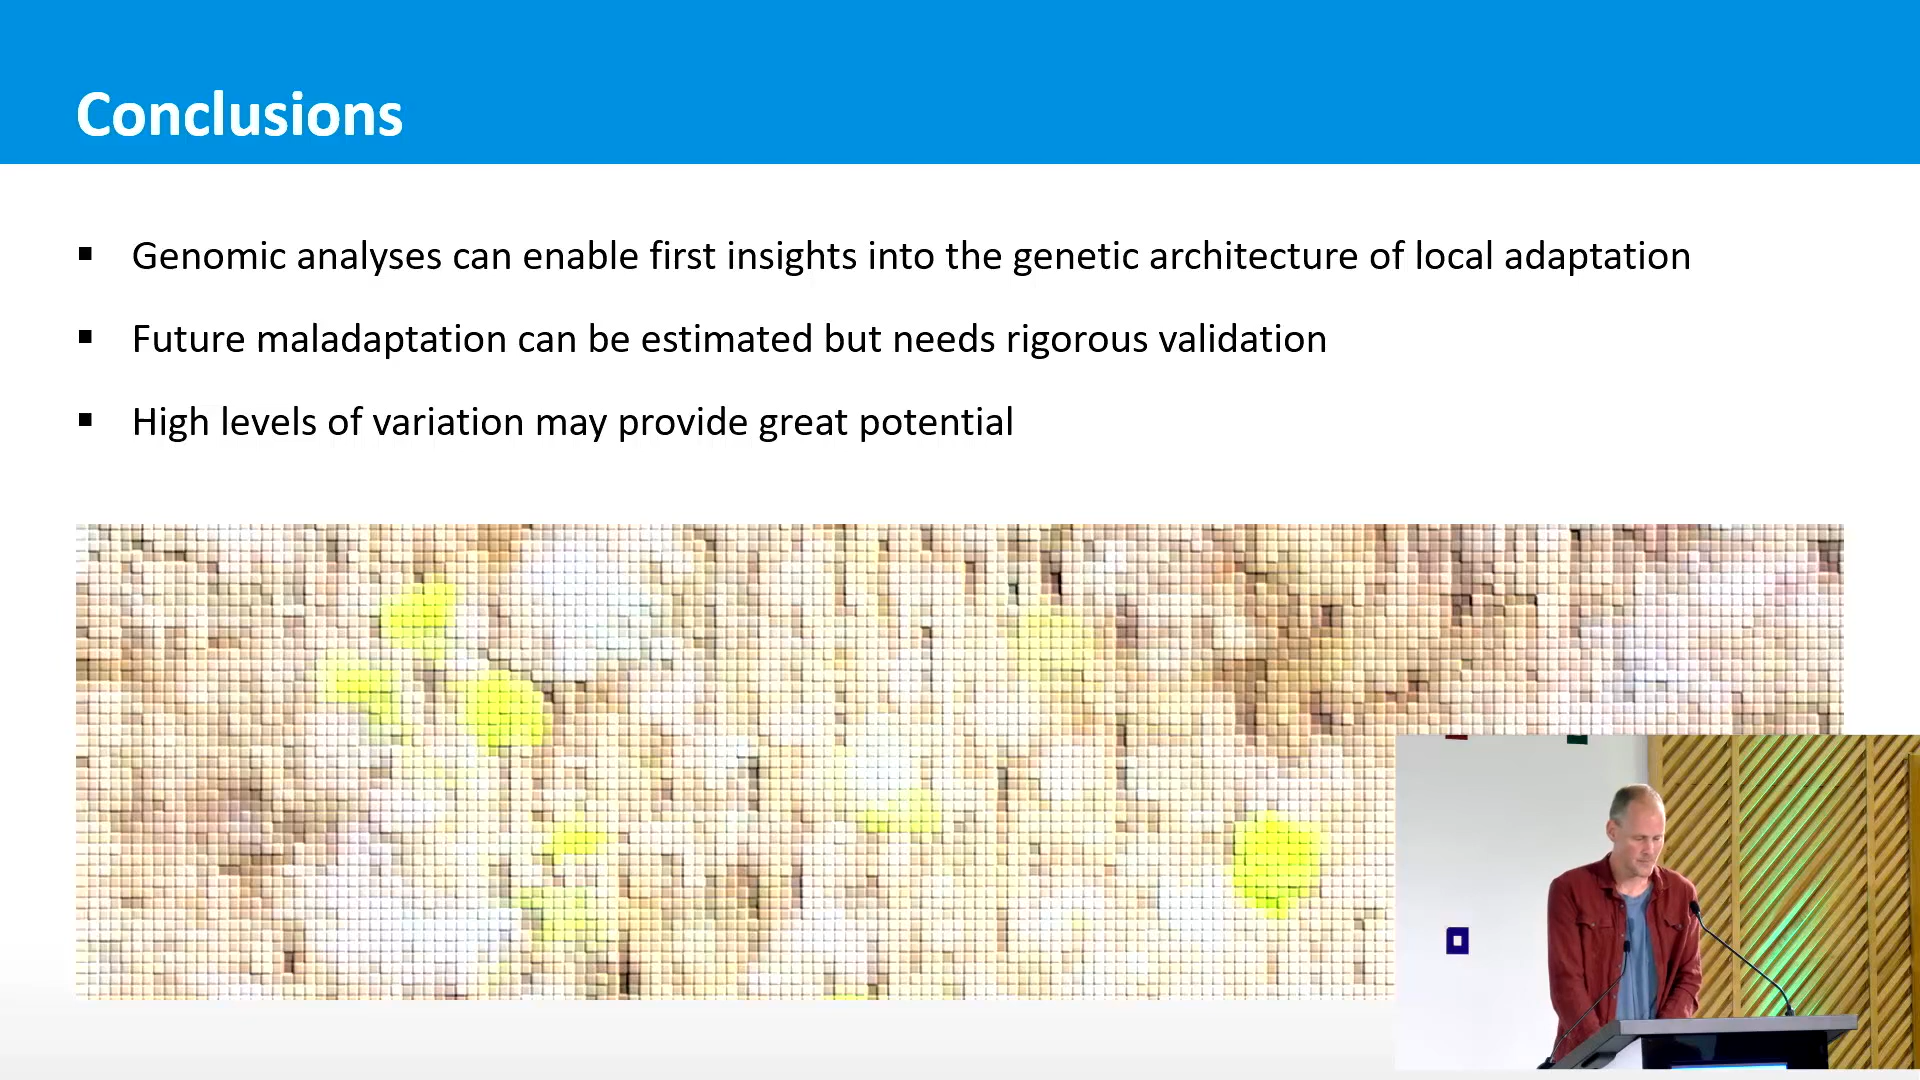 Conclusions
Genomic analyses can enable first insights into the genetic architecture of local adaptation
Future maladaptation can be estimated but needs rigorous validation
High levels of variation may provide great potential